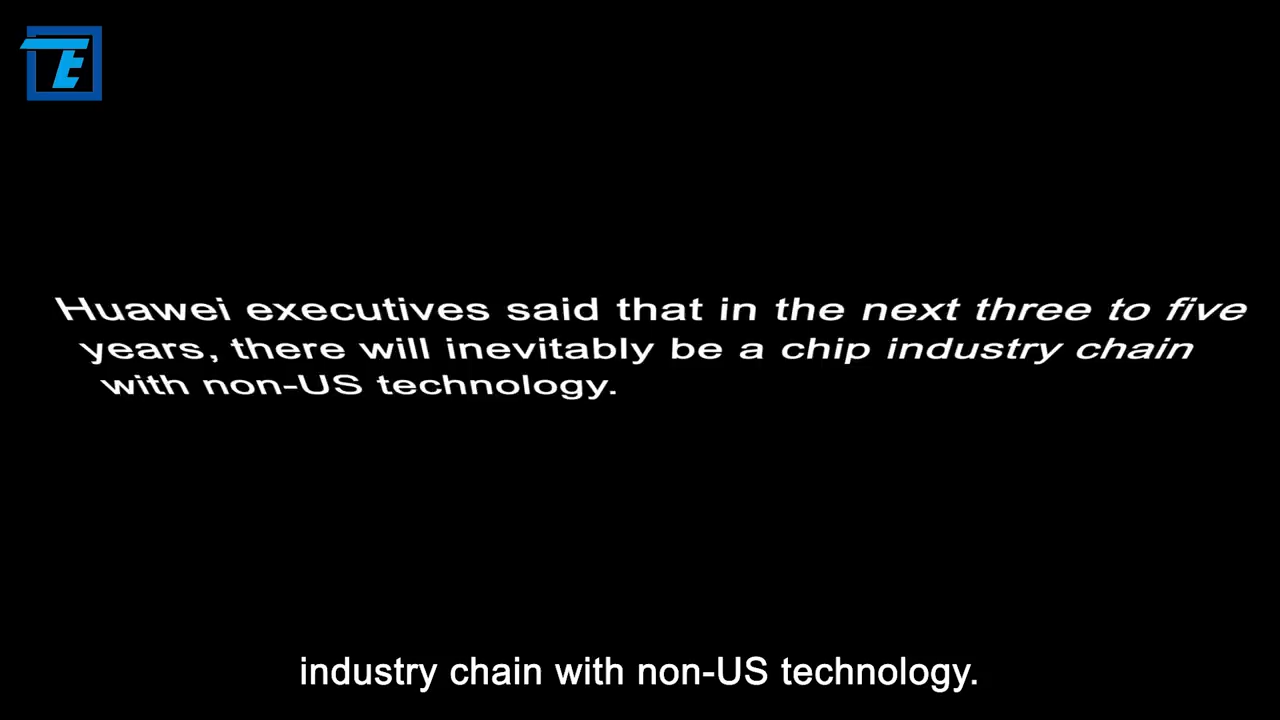 TE
Huawei executives said that in the next three to five
years, there will inevitably be a chip industry chain
with non-US technology.
industry chain with non-US technology.